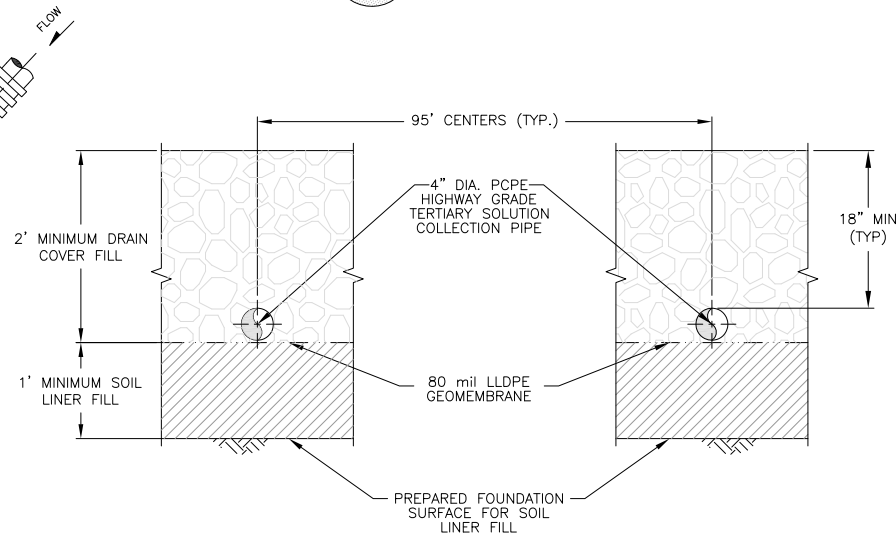 FLOW
95' CENTERS (TYP.)
4" DIA. PCPE
HIGHWAY GRADE
TERTIARY SOLUTION
COLLECTION PIPE
18" MIN
(TYP)
2' MINIMUM DRAIN
COVER FILL
1' MINIMUM SOIL
LINER FILL
80 mil LLDPE
GEOMEMBRANE
PREPARED FOUNDATION
SURFACE FOR SOIL
LINER FILL